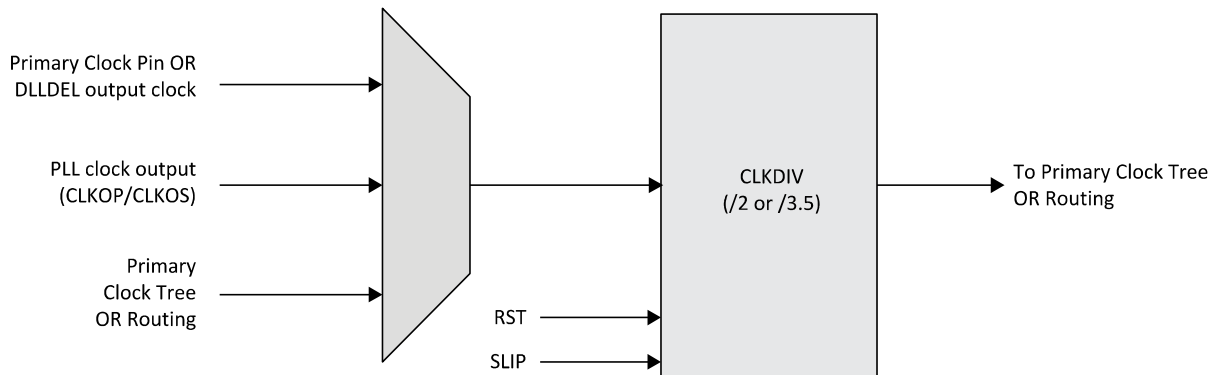 Primary Clock Pin OR
DLLDEL output clock
PLL clock output
(CLKOP/CLKOS)
Primary
Clock Tree
OR Routing
RST
SLIP
CLKDIV
(/2 or /3.5)
To Primary Clock Tree
OR Routing